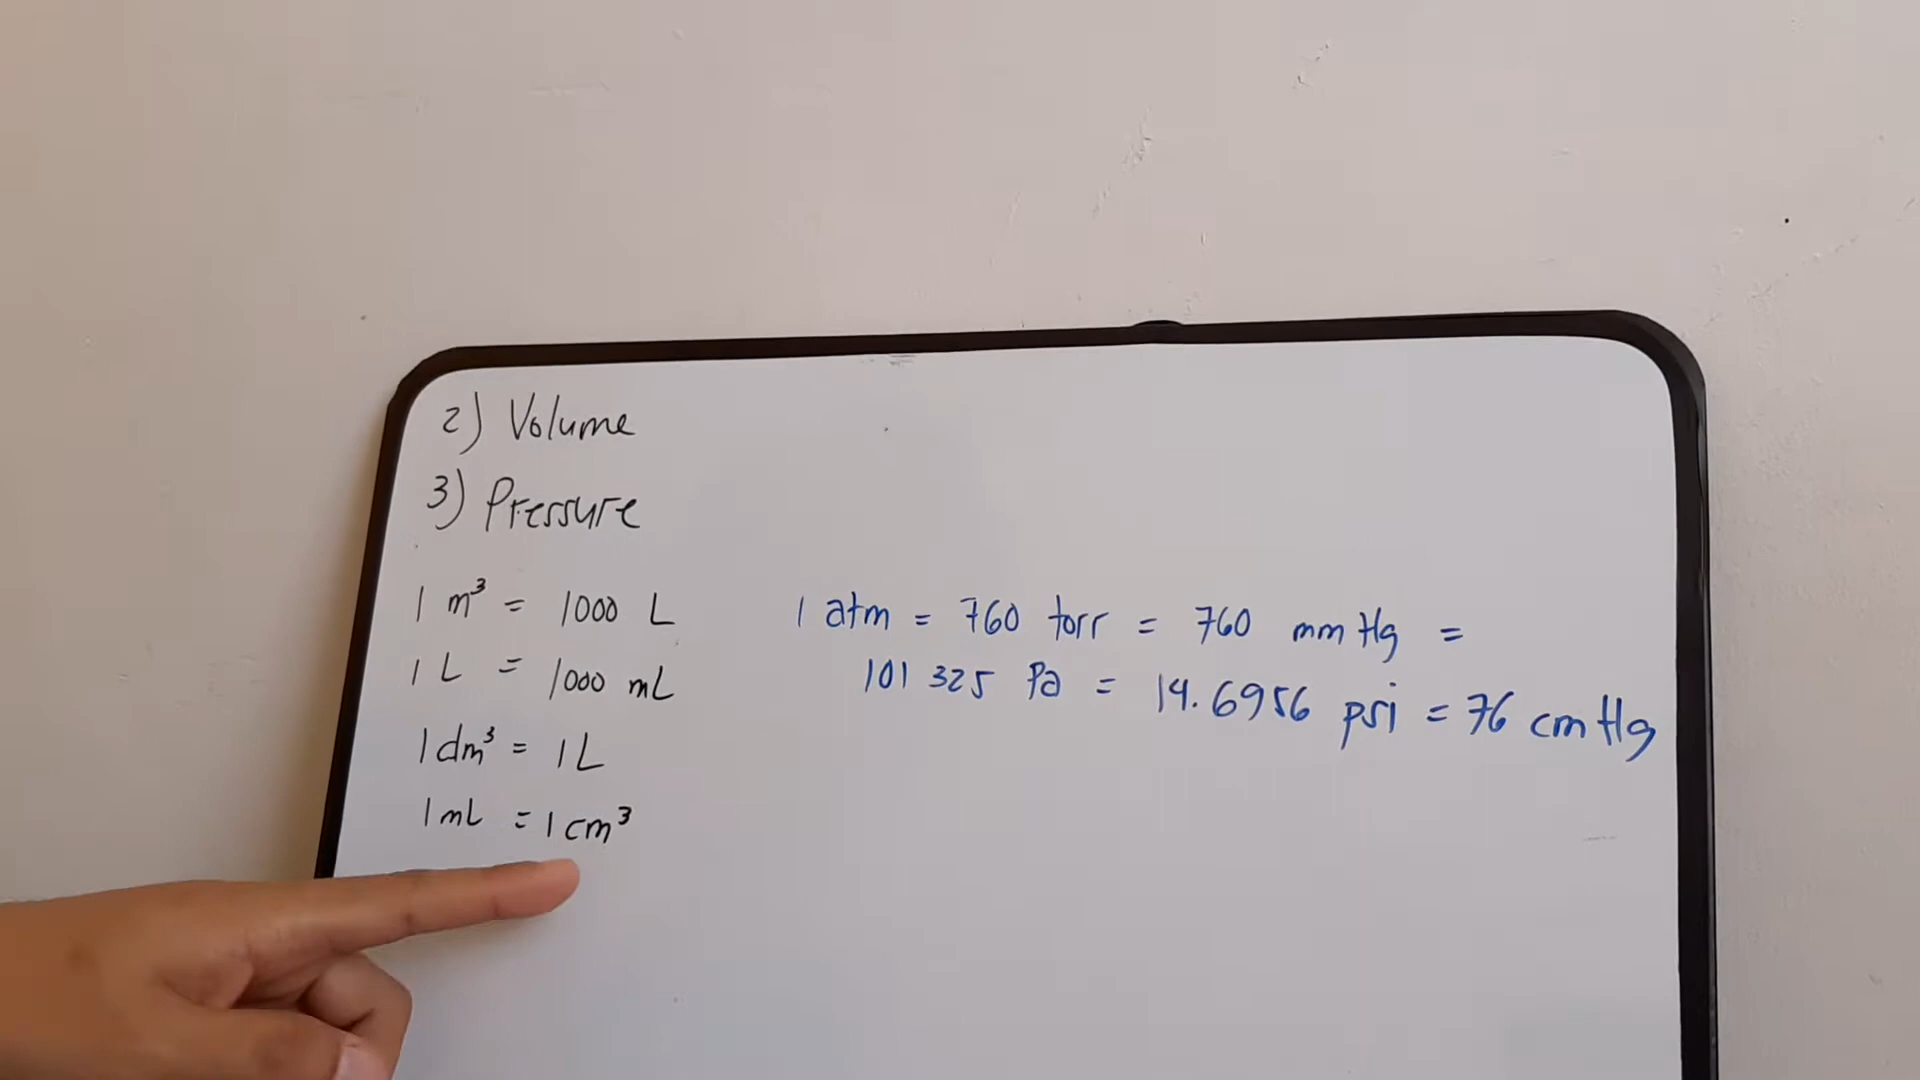 2) Volume
3) Pressure
1 m³ = 1000 L
1 L = 1000 mL
1 dm³ = 1 L
1 mL = 1 cm³
1 atm = 760 torr = 760 mm Hg =
101 325 Pa = 14.6956 psi = 76 cm Hg